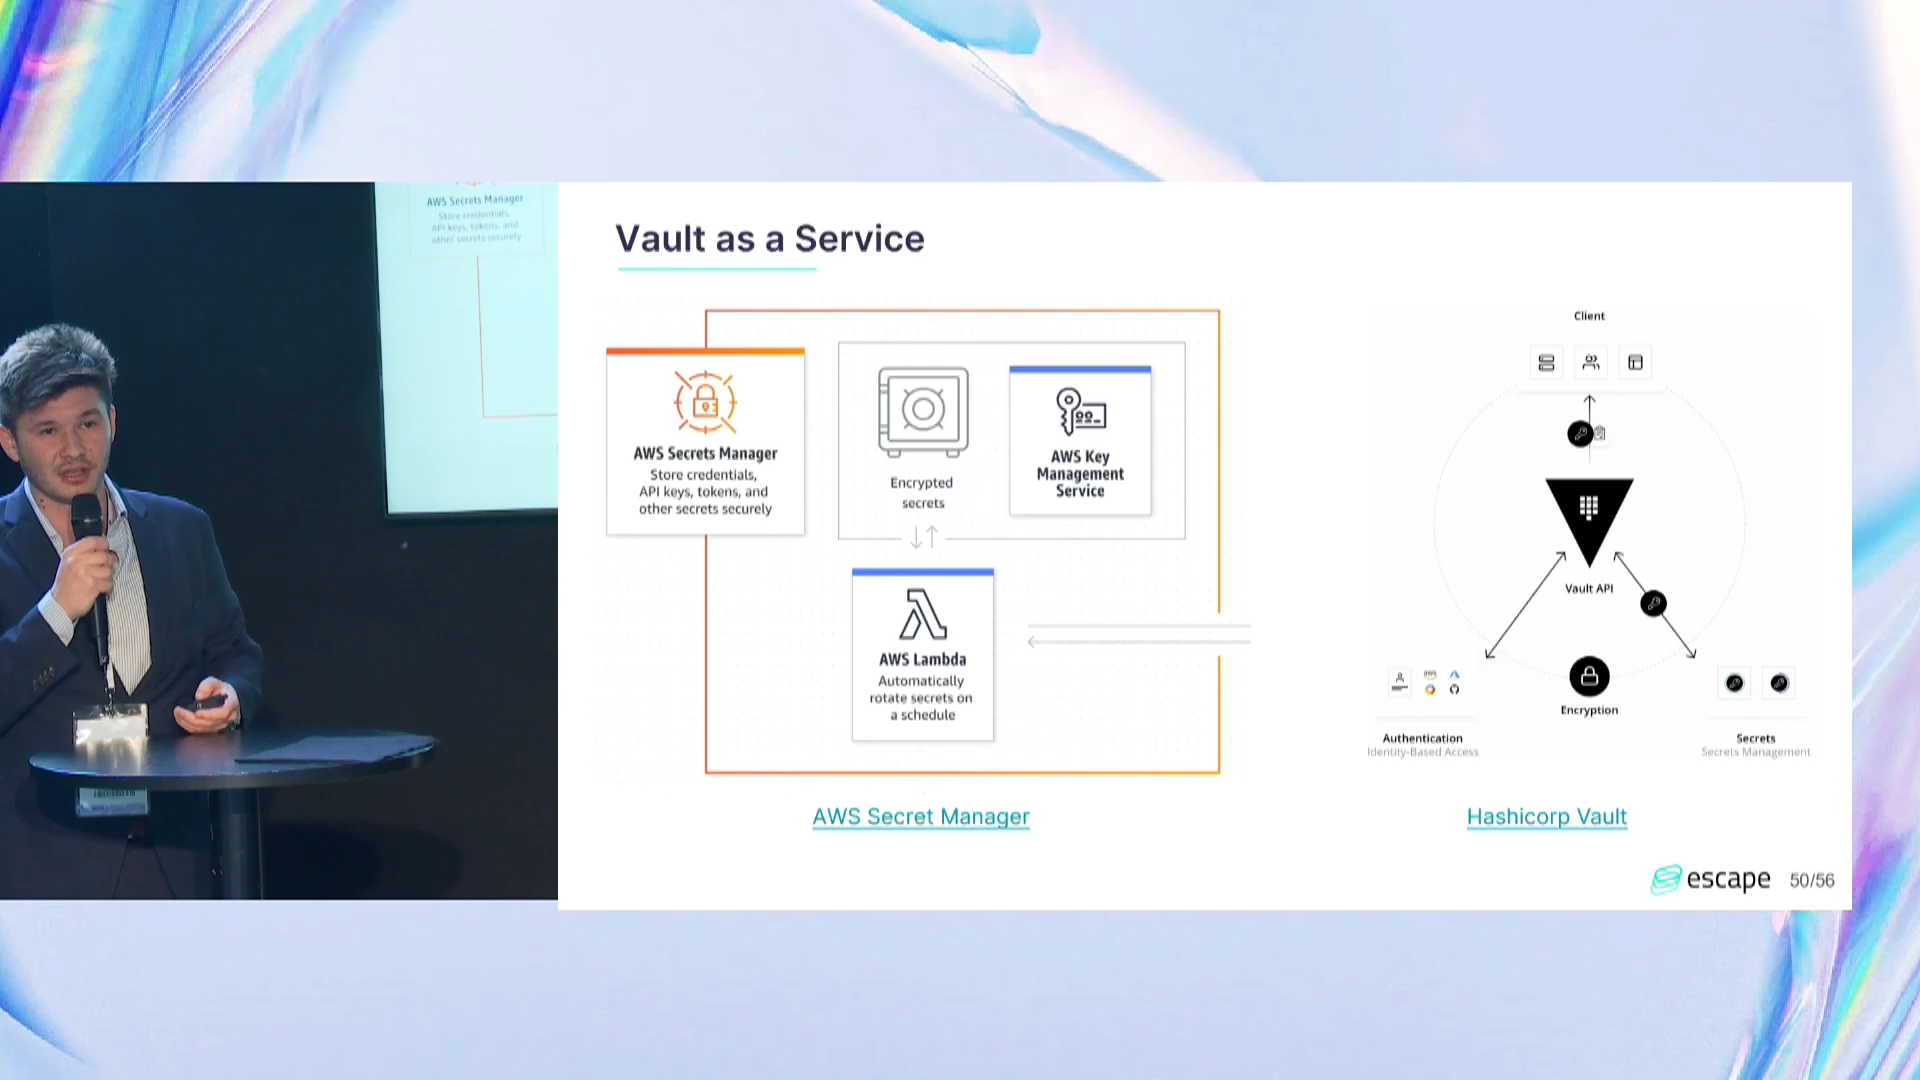 AWS Secrets Manager
Store credentials,
API keys, tokens, and
other secrets securely
Vault as a Service
AWS Secrets Manager
Store credentials,
API keys, tokens, and
other secrets securely
Encrypted
secrets
AWS Key
Management
Service
AWS Lambda
Automatically
rotate secrets on
a schedule
AWS Secret Manager
Client
Vault API
Encryption
Authentication
Identity-Based Access
Secrets
Secrets Management
Hashicorp Vault
escape 50/56